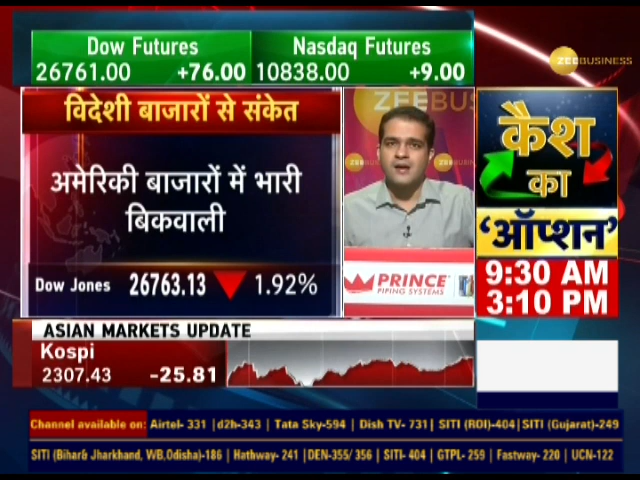 Dow Futures
26761.00 +76.00
Nasdaq Futures
10838.00 +9.00
ZEEBUSINESS
विदेशी बाजारों से संकेत
अमेरिकी बाजारों में भारी
बिकवाली
Dow Jones 26763.13 1.92%
ZEEBUS
ZEEBUSINESS
PRINCE
PIPING SYSTEMS
कैश
का
‘ऑप्शन’
9:30 AM
3:10 PM
ASIAN MARKETS UPDATE
Kospi
2307.43 -25.81
Channel available on: Airtel- 331 | d2h-343 | Tata Sky-594 | Dish TV- 731 | SITI (ROI)-404 | SITI (Gujarat)-249
SITI (Bihar& Jharkhand, WB,Odisha)-186 | Hathway- 241 | DEN-355/ 356 | SITI- 404 | GTPL- 259 | Fastway- 220 | UCN-122